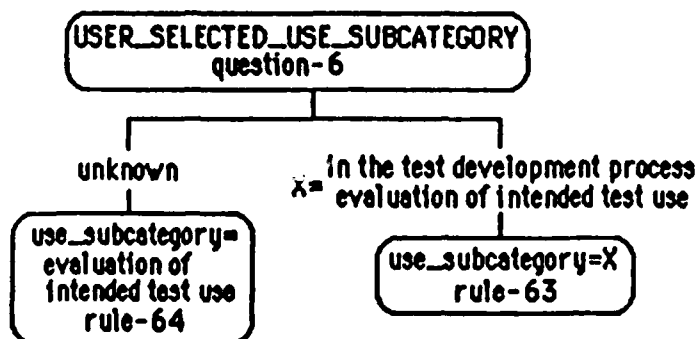 USER_SELECTED_USE_SUBCATEGORY
question-6
unknown
X= in the test development process
evaluation of intended test use
use_subcategory=
evaluation of
intended test use
rule-64
use_subcategory=X
rule-63